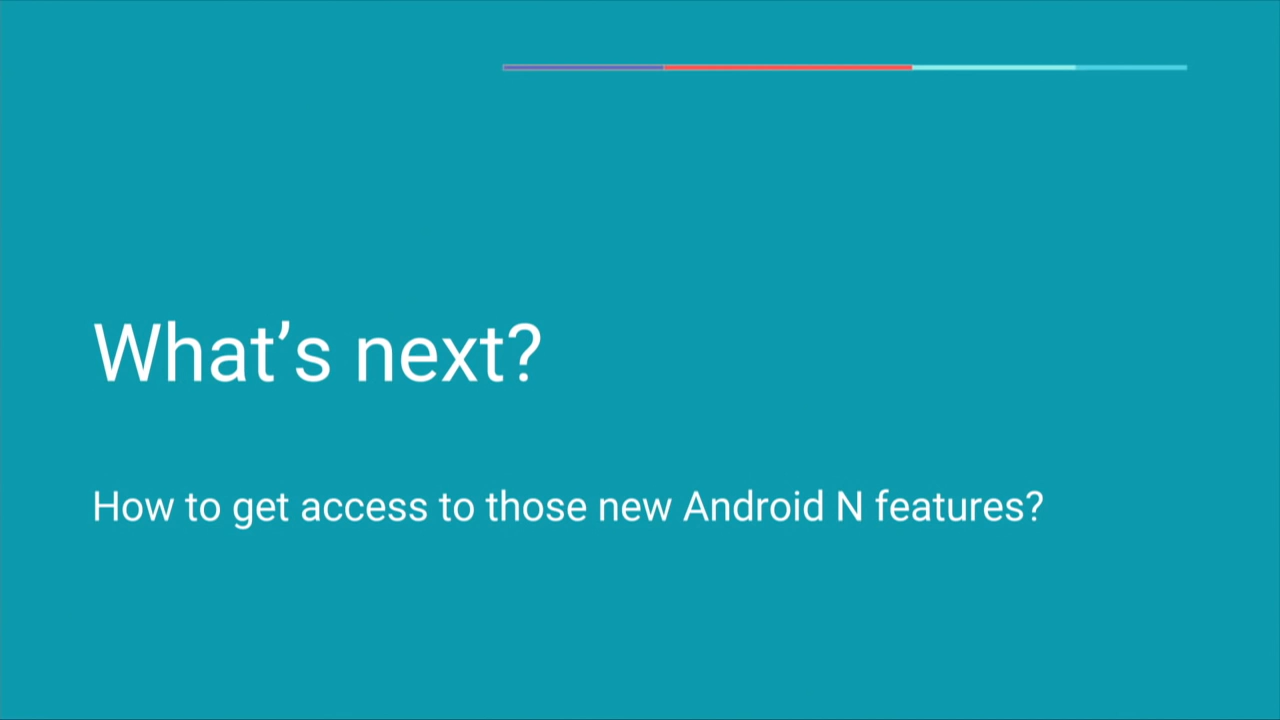 What’s next?
How to get access to those new Android N features?